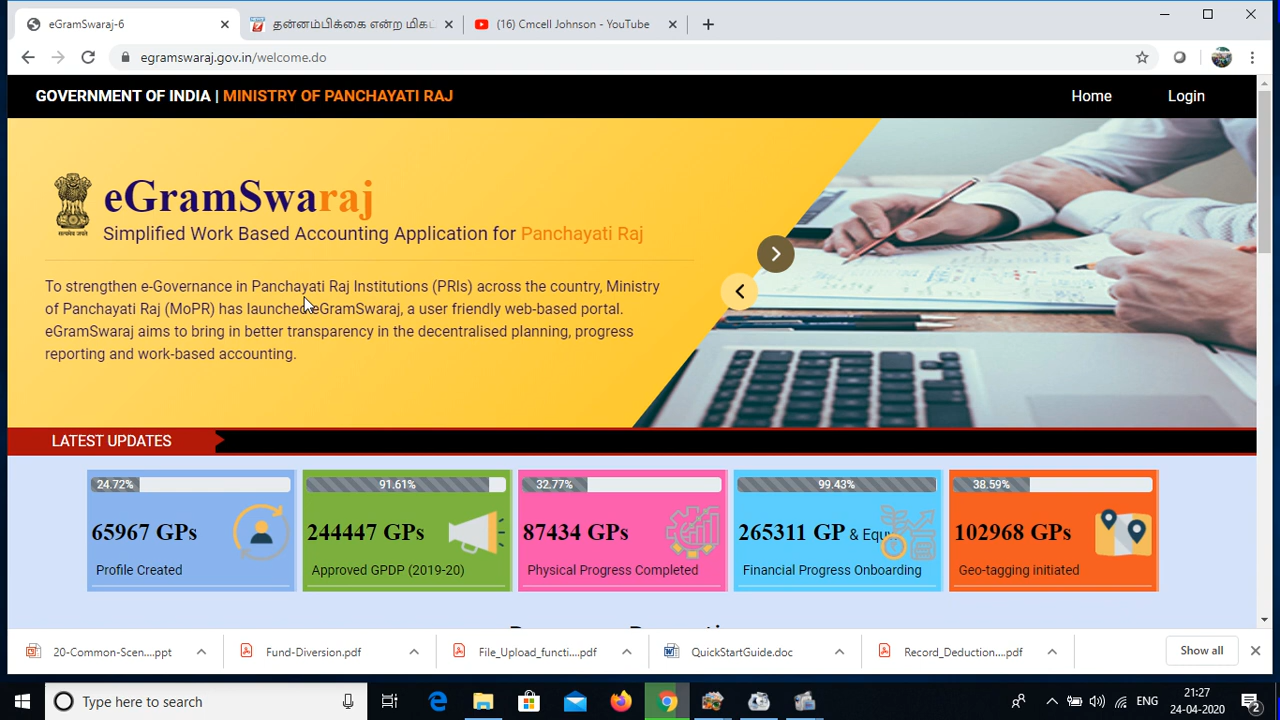 eGramSwaraj-6
தன்னம்பிக்கை என்ற மிகப்
(16) Cmcell Johnson - YouTube
egramswaraj.gov.in/welcome.do
GOVERNMENT OF INDIA | MINISTRY OF PANCHAYATI RAJ
Home
Login
सत्यमेव जयते
eGramSwaraj
Simplified Work Based Accounting Application for Panchayati Raj
To strengthen e-Governance in Panchayati Raj Institutions (PRIs) across the country, Ministry
of Panchayati Raj (MoPR) has launched eGramSwaraj, a user friendly web-based portal.
eGramSwaraj aims to bring in better transparency in the decentralised planning, progress
reporting and work-based accounting.
LATEST UPDATES
24.72%
65967 GPs
Profile Created
91.61%
244447 GPs
Approved GPDP (2019-20)
32.77%
87434 GPs
Physical Progress Completed
99.43%
265311 GP & Equ
Financial Progress Onboarding
38.59%
102968 GPs
Geo-tagging initiated
20-Common-Scen....ppt
Fund-Diversion.pdf
File_Upload_functi....pdf
QuickStartGuide.doc
Record_Deduction....pdf
Show all
Type here to search
ENG
21:27
24-04-2020
2